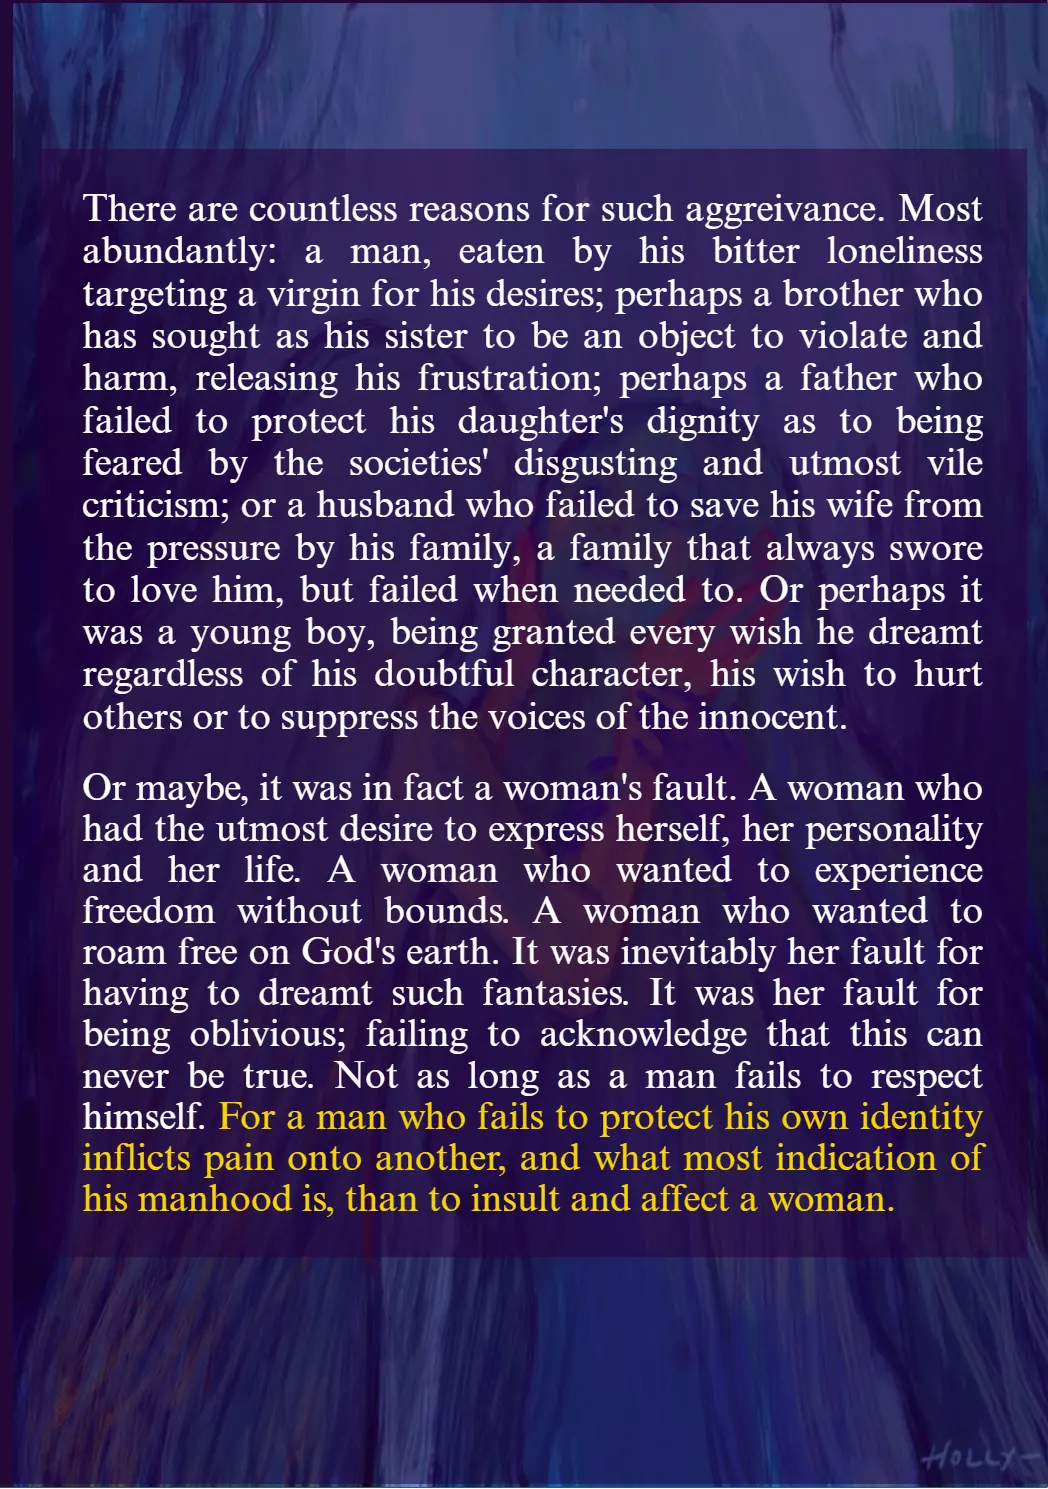 There are countless reasons for such aggreivance. Most
abundantly: a man, eaten by his bitter loneliness
targeting a virgin for his desires; perhaps a brother who
has sought as his sister to be an object to violate and
harm, releasing his frustration; perhaps a father who
failed to protect his daughter's dignity as to being
feared by the societies' disgusting and utmost vile
criticism; or a husband who failed to save his wife from
the pressure by his family, a family that always swore
to love him, but failed when needed to. Or perhaps it
was a young boy, being granted every wish he dreamt
regardless of his doubtful character, his wish to hurt
others or to suppress the voices of the innocent.
Or maybe, it was in fact a woman's fault. A woman who
had the utmost desire to express herself, her personality
and her life. A woman who wanted to experience
freedom without bounds. A woman who wanted to
roam free on God's earth. It was inevitably her fault for
having to dreamt such fantasies. It was her fault for
being oblivious; failing to acknowledge that this can
never be true. Not as long as a man fails to respect
himself. For a man who fails to protect his own identity
inflicts pain onto another, and what most indication of
his manhood is, than to insult and affect a woman.
HOLLY